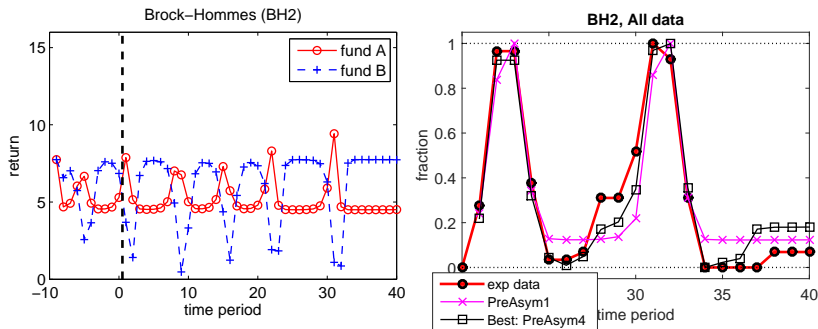 Brock−Hommes (BH2)
return
15
10
5
0
−10
0
10
20
30
40
time period
fund A
fund B
BH2, All data
fraction
1
0.8
0.6
0.4
0.2
0
30
35
40
time period
exp data
PreAsym1
Best: PreAsym4